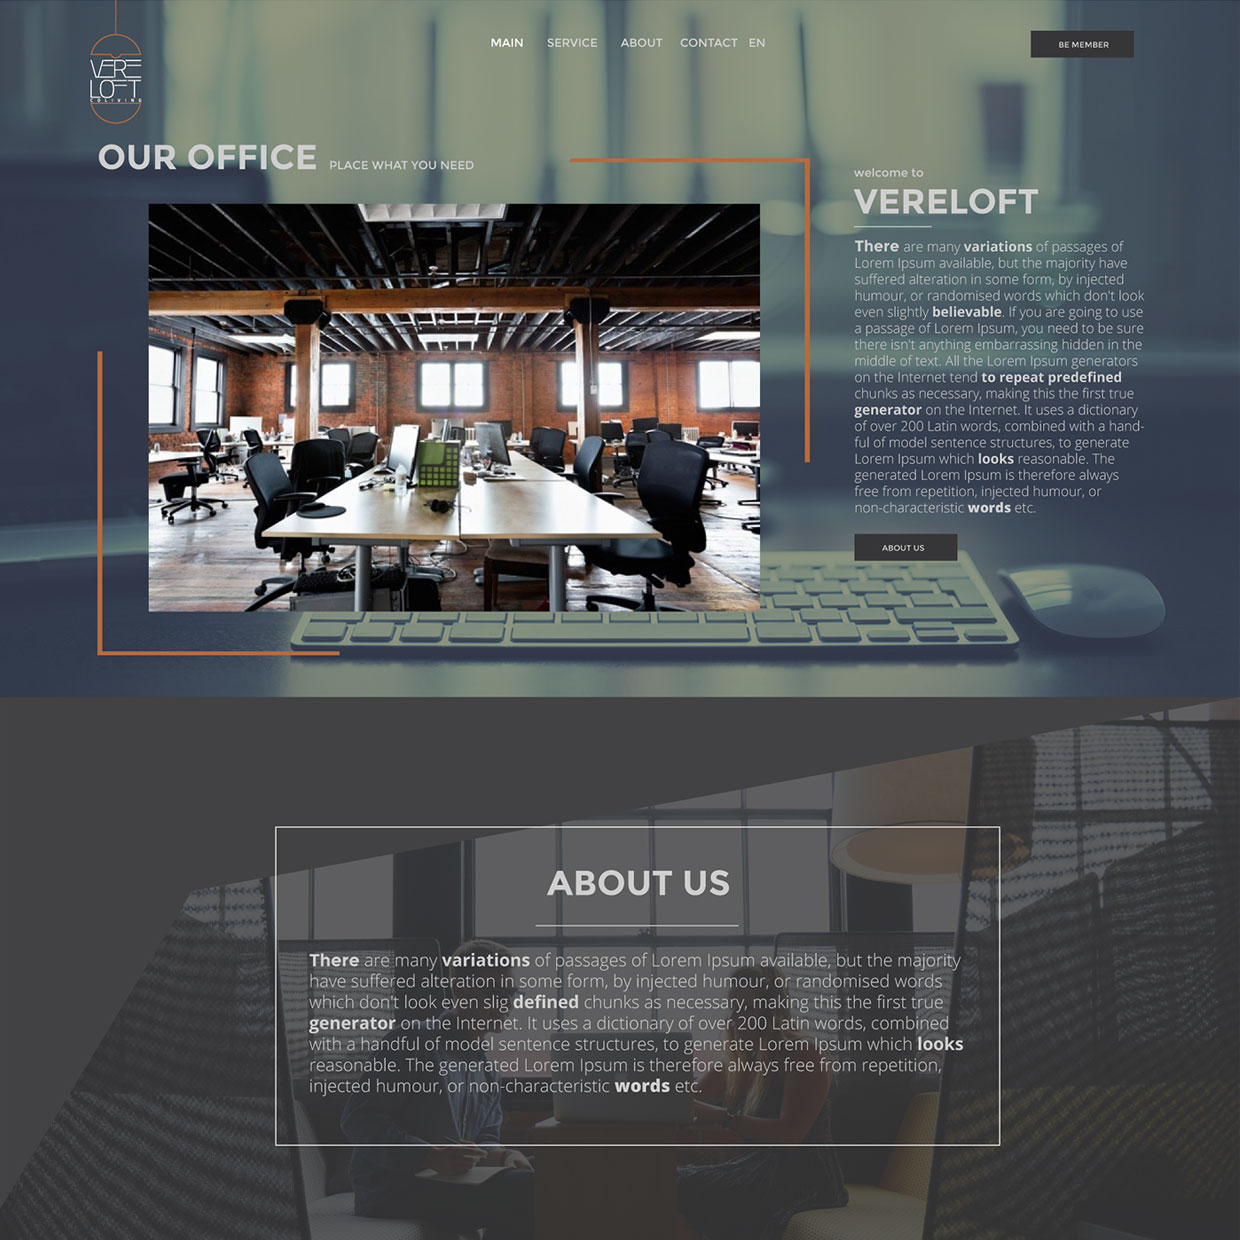 VERE
LOFT
COLIVING
MAIN SERVICE ABOUT CONTACT EN
BE MEMBER
OUR OFFICE PLACE WHAT YOU NEED
welcome to
VERELOFT
There are many variations of passages of
Lorem Ipsum available, but the majority have
suffered alteration in some form, by injected
humour, or randomised words which don't look
even slightly believable. If you are going to use
a passage of Lorem Ipsum, you need to be sure
there isn't anything embarrassing hidden in the
middle of text. All the Lorem Ipsum generators
on the Internet tend to repeat predefined
chunks as necessary, making this the first true
generator on the Internet. It uses a dictionary
of over 200 Latin words, combined with a hand-
ful of model sentence structures, to generate
Lorem Ipsum which looks reasonable. The
generated Lorem Ipsum is therefore always
free from repetition, injected humour, or
non-characteristic words etc.
ABOUT US
ABOUT US
There are many variations of passages of Lorem Ipsum available, but the majority
have suffered alteration in some form, by injected humour, or randomised words
which don't look even slig defined chunks as necessary, making this the first true
generator on the Internet. It uses a dictionary of over 200 Latin words, combined
with a handful of model sentence structures, to generate Lorem Ipsum which looks
reasonable. The generated Lorem Ipsum is therefore always free from repetition,
injected humour, or non-characteristic words etc.